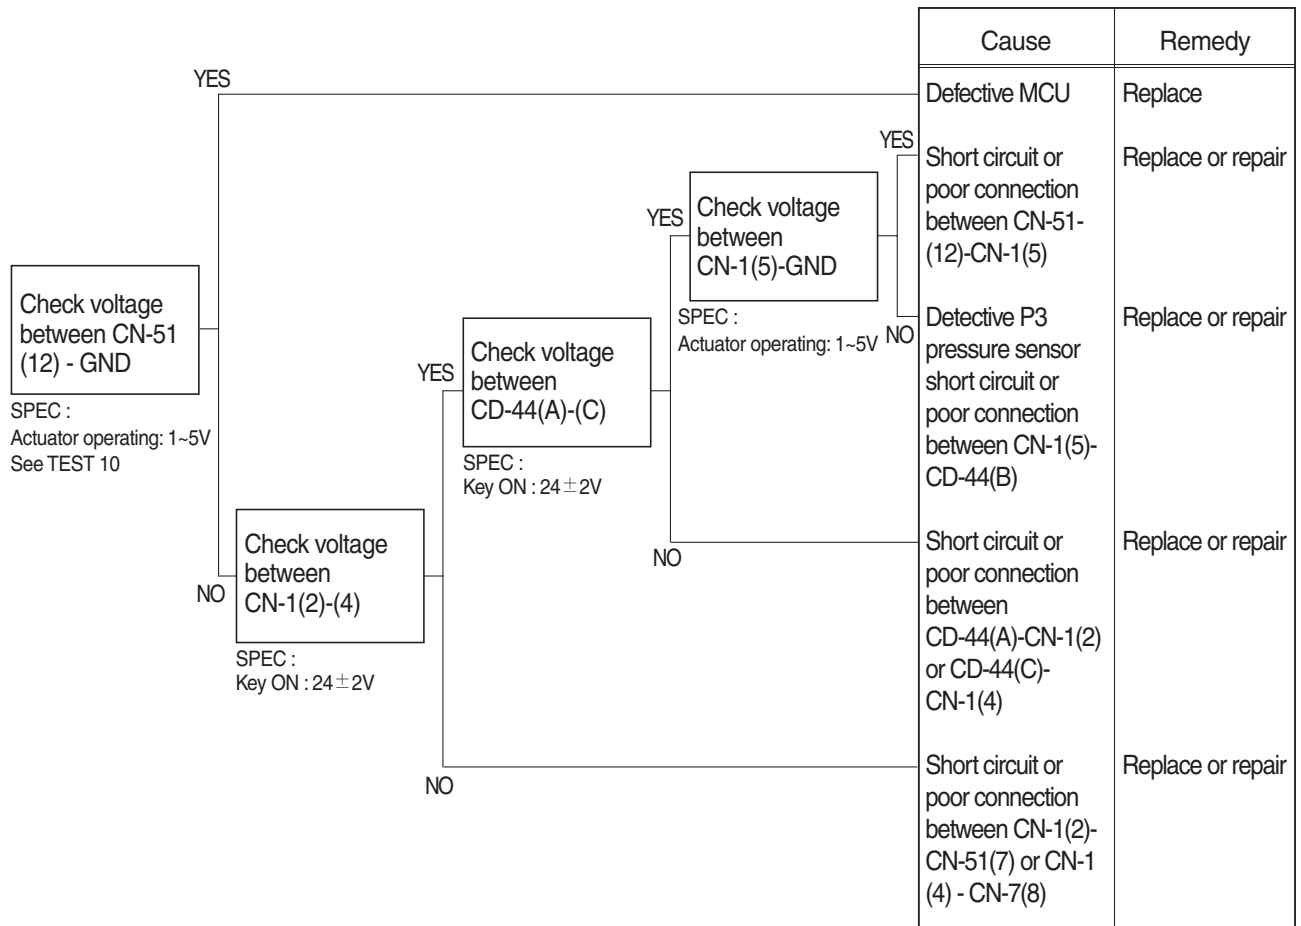 Cause
Remedy
YES
Defective MCU
Replace
YES
Short circuit or
poor connection
between CN-51-
(12)-CN-1(5)
Replace or repair
YES
Check voltage
between
CN-1(5)-GND
SPEC :
Actuator operating: 1~5V
NO
Detective P3
pressure sensor
short circuit or
poor connection
between CN-1(5)-
CD-44(B)
Replace or repair
Check voltage
between CN-51
(12) - GND
SPEC :
Actuator operating: 1~5V
See TEST 10
YES
Check voltage
between
CD-44(A)-(C)
SPEC :
Key ON : 24±2V
NO
Short circuit or
poor connection
between
CD-44(A)-CN-1(2)
or CD-44(C)-
CN-1(4)
Replace or repair
NO
Check voltage
between
CN-1(2)-(4)
SPEC :
Key ON : 24±2V
NO
Short circuit or
poor connection
between CN-1(2)-
CN-51(7) or CN-1
(4) - CN-7(8)
Replace or repair